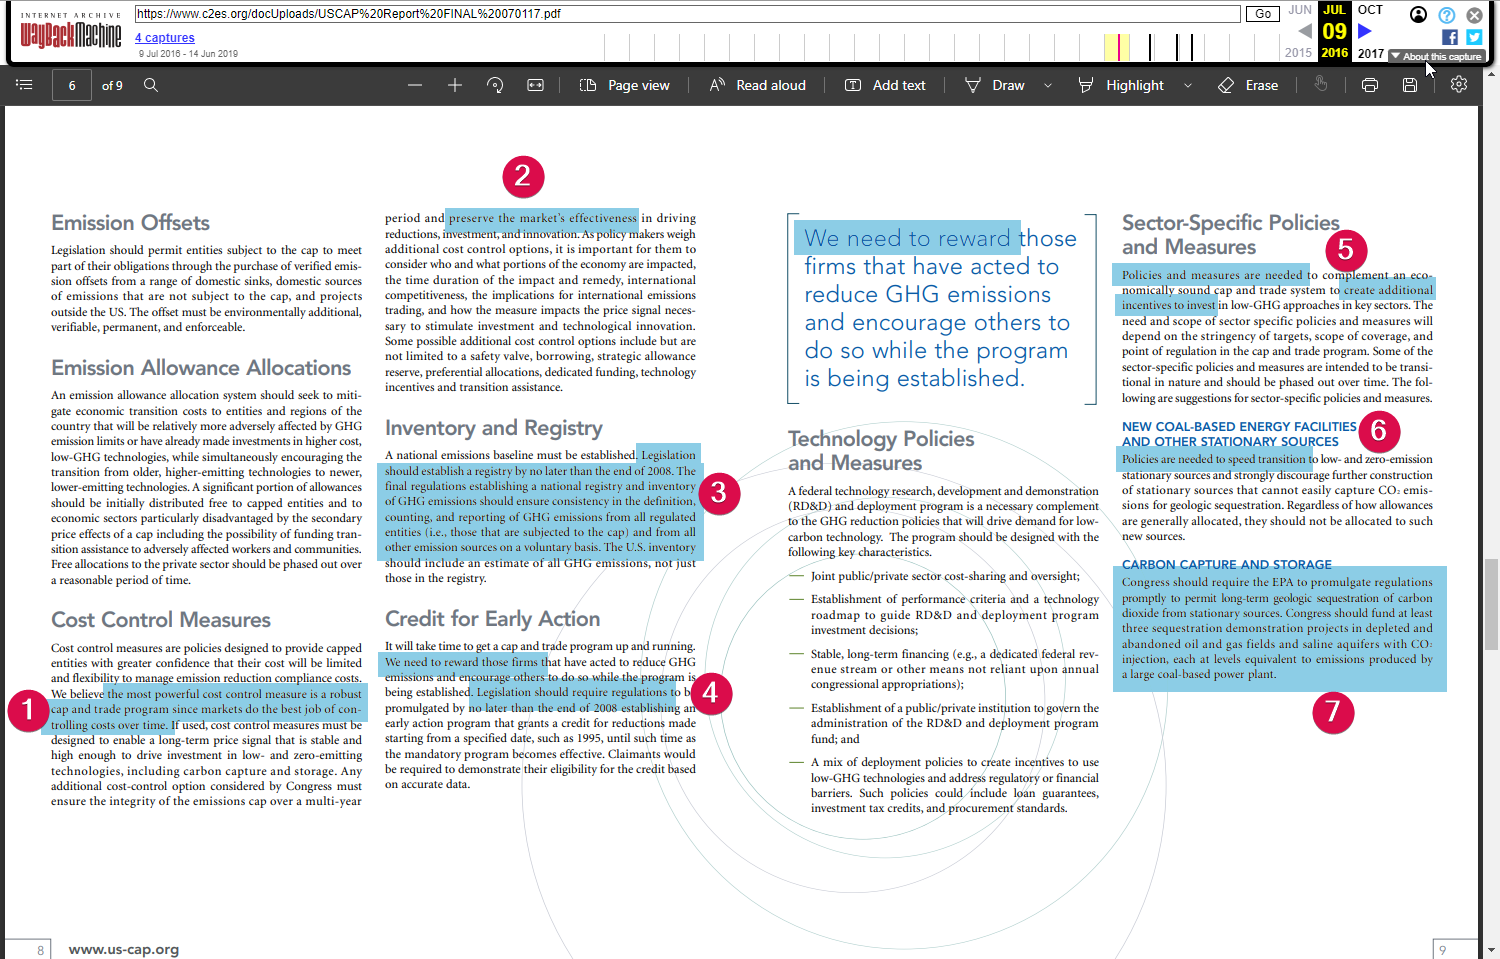 INTERNET ARCHIVE
WayBackMachine
https://www.c2es.org/docUploads/USCAP%20Report%20FINAL%20070117.pdf
Go
JUN
JUL
OCT
4 captures
09
9 Jul 2016 - 14 Jun 2019
2015
2016
2017
About this capture
6
of 9
Page view
Read aloud
Add text
Draw
Highlight
Erase
Emission Offsets
Legislation should permit entities subject to the cap to meet
part of their obligations through the purchase of verified emis-
sion offsets from a range of domestic sinks, domestic sources
of emissions that are not subject to the cap, and projects
outside the US. The offset must be environmentally additional,
verifiable, permanent, and enforceable.
Emission Allowance Allocations
An emission allowance allocation system should seek to miti-
gate economic transition costs to entities and regions of the
country that will be relatively more adversely affected by GHG
emission limits or have already made investments in higher cost,
low-GHG technologies, while simultaneously encouraging the
transition from older, higher-emitting technologies to newer,
lower-emitting technologies. A significant portion of allowances
should be initially distributed free to capped entities and to
economic sectors particularly disadvantaged by the secondary
price effects of a cap including the possibility of funding tran-
sition assistance to adversely affected workers and communities.
Free allocations to the private sector should be phased out over
a reasonable period of time.
Cost Control Measures
Cost control measures are policies designed to provide capped
entities with greater confidence that their cost will be limited
and flexibility to manage emission reduction compliance costs.
We believe the most powerful cost control measure is a robust
1
cap and trade program since markets do the best job of con-
trolling costs over time. If used, cost control measures must be
designed to enable a long-term price signal that is stable and
high enough to drive investment in low- and zero-emitting
technologies, including carbon capture and storage. Any
additional cost-control option considered by Congress must
ensure the integrity of the emissions cap over a multi-year
2
period and preserve the market's effectiveness in driving
reductions, investment, and innovation. As policy makers weigh
additional cost control options, it is important for them to
consider who and what portions of the economy are impacted,
the time duration of the impact and remedy, international
competitiveness, the implications for international emissions
trading, and how the measure impacts the price signal neces-
sary to stimulate investment and technological innovation.
Some possible additional cost control options include but are
not limited to a safety valve, borrowing, strategic allowance
reserve, preferential allocations, dedicated funding, technology
incentives and transition assistance.
Inventory and Registry
A national emissions baseline must be established. Legislation
should establish a registry by no later than the end of 2008. The
final regulations establishing a national registry and inventory
3
of GHG emissions should ensure consistency in the definition,
counting, and reporting of GHG emissions from all regulated
entities (i.e., those that are subjected to the cap) and from all
other emission sources on a voluntary basis. The U.S. inventory
should include an estimate of all GHG emissions, not just
those in the registry.
Credit for Early Action
It will take time to get a cap and trade program up and running.
We need to reward those firms that have acted to reduce GHG
emissions and encourage others to do so while the program is
being established. Legislation should require regulations to b
4
promulgated by no later than the end of 2008 establishing an
early action program that grants a credit for reductions made
starting from a specified date, such as 1995, until such time as
the mandatory program becomes effective. Claimants would
be required to demonstrate their eligibility for the credit based
on accurate data.
We need to reward those
firms that have acted to
reduce GHG emissions
and encourage others to
do so while the program
is being established.
Technology Policies
and Measures
A federal technology research, development and demonstration
(RD&D) and deployment program is a necessary complement
to the GHG reduction policies that will drive demand for low-
carbon technology. The program should be designed with the
following key characteristics.
— Joint public/private sector cost-sharing and oversight;
— Establishment of performance criteria and a technology
roadmap to guide RD&D and deployment program
investment decisions;
— Stable, long-term financing (e.g., a dedicated federal rev-
enue stream or other means not reliant upon annual
congressional appropriations);
— Establishment of a public/private institution to govern the
administration of the RD&D and deployment program
fund; and
— A mix of deployment policies to create incentives to use
low-GHG technologies and address regulatory or financial
barriers. Such policies could include loan guarantees,
investment tax credits, and procurement standards.
Sector-Specific Policies
and Measures
5
Policies and measures are needed to complement an eco-
nomically sound cap and trade system to create additional
incentives to invest in low-GHG approaches in key sectors. The
need and scope of sector specific policies and measures will
depend on the stringency of targets, scope of coverage, and
point of regulation in the cap and trade program. Some of the
sector-specific policies and measures are intended to be transi-
tional in nature and should be phased out over time. The fol-
lowing are suggestions for sector-specific policies and measures.
NEW COAL-BASED ENERGY FACILITIES
AND OTHER STATIONARY SOURCES
6
Policies are needed to speed transition to low- and zero-emission
stationary sources and strongly discourage further construction
of stationary sources that cannot easily capture CO2 emis-
sions for geologic sequestration. Regardless of how allowances
are generally allocated, they should not be allocated to such
new sources.
CARBON CAPTURE AND STORAGE
Congress should require the EPA to promulgate regulations
promptly to permit long-term geologic sequestration of carbon
dioxide from stationary sources. Congress should fund at least
three sequestration demonstration projects in depleted and
abandoned oil and gas fields and saline aquifers with CO2
injection, each at levels equivalent to emissions produced by
a large coal-based power plant.
7
8
www.us-cap.org
9